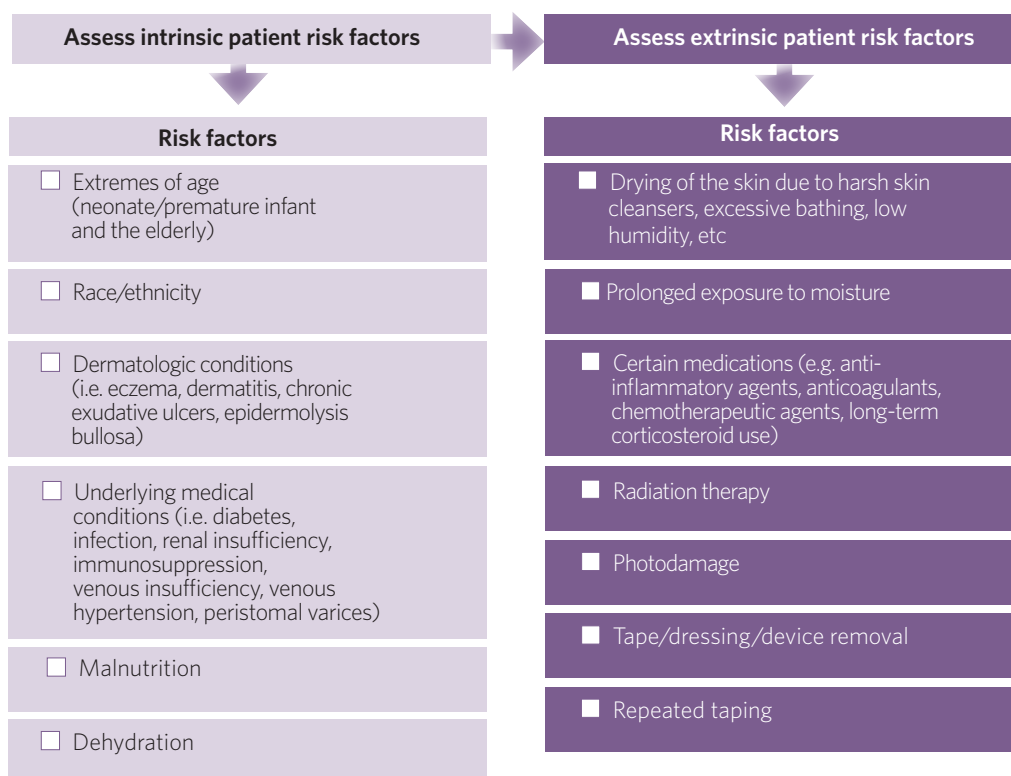 Assess intrinsic patient risk factors
Risk factors
Extremes of age
(neonate/premature infant
and the elderly)
Race/ethnicity
Dermatologic conditions
(i.e. eczema, dermatitis, chronic
exudative ulcers, epidermolysis
bullosa)
Underlying medical
conditions (i.e. diabetes,
infection, renal insufficiency,
immunosuppression,
venous insufficiency, venous
hypertension, peristomal varices)
Malnutrition
Dehydration
Assess extrinsic patient risk factors
Risk factors
Drying of the skin due to harsh skin
cleansers, excessive bathing, low
humidity, etc
Prolonged exposure to moisture
Certain medications (e.g. anti-
inflammatory agents, anticoagulants,
chemotherapeutic agents, long-term
corticosteroid use)
Radiation therapy
Photodamage
Tape/dressing/device removal
Repeated taping